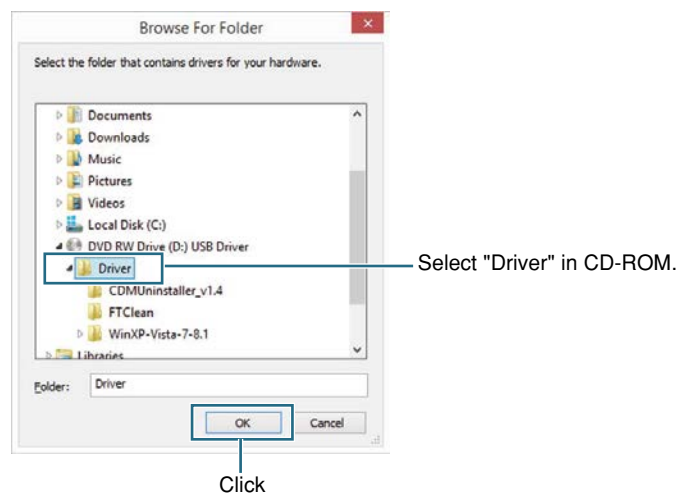 Browse For Folder
Select the folder that contains drivers for your hardware.
Documents
Downloads
Music
Pictures
Videos
Local Disk (C:)
DVD RW Drive (D:) USB Driver
Driver
Select "Driver" in CD-ROM.
CDMUninstaller_v1.4
FTClean
WinXP-Vista-7-8.1
Libraries
Folder: Driver
OK Cancel
Click